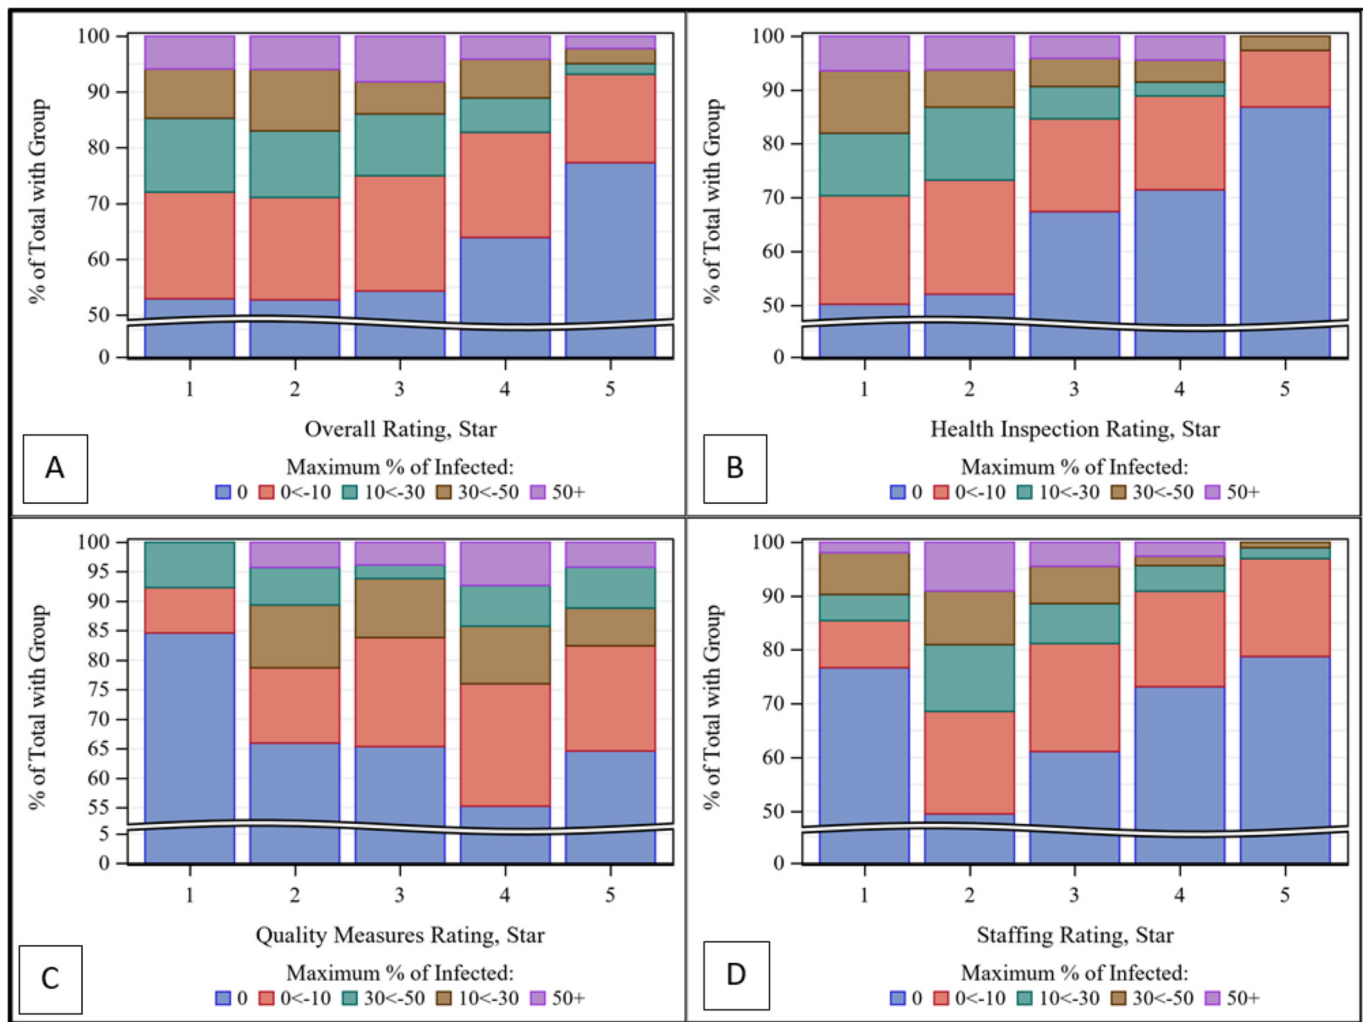 100
90
80
70
60
50
0
% of Total with Group
1 2 3 4 5
Overall Rating, Star
A
Maximum % of Infected:
0 0<-10 10<-30 30<-50 50+
100
90
80
70
60
50
0
% of Total with Group
1 2 3 4 5
Health Inspection Rating, Star
B
Maximum % of Infected:
0 0<-10 10<-30 30<-50 50+
100
95
90
85
80
75
70
65
60
55
5
0
% of Total with Group
1 2 3 4 5
Quality Measures Rating, Star
C
Maximum % of Infected:
0 0<-10 30<-50 10<-30 50+
100
90
80
70
60
50
0
% of Total with Group
1 2 3 4 5
Staffing Rating, Star
D
Maximum % of Infected:
0 0<-10 10<-30 30<-50 50+